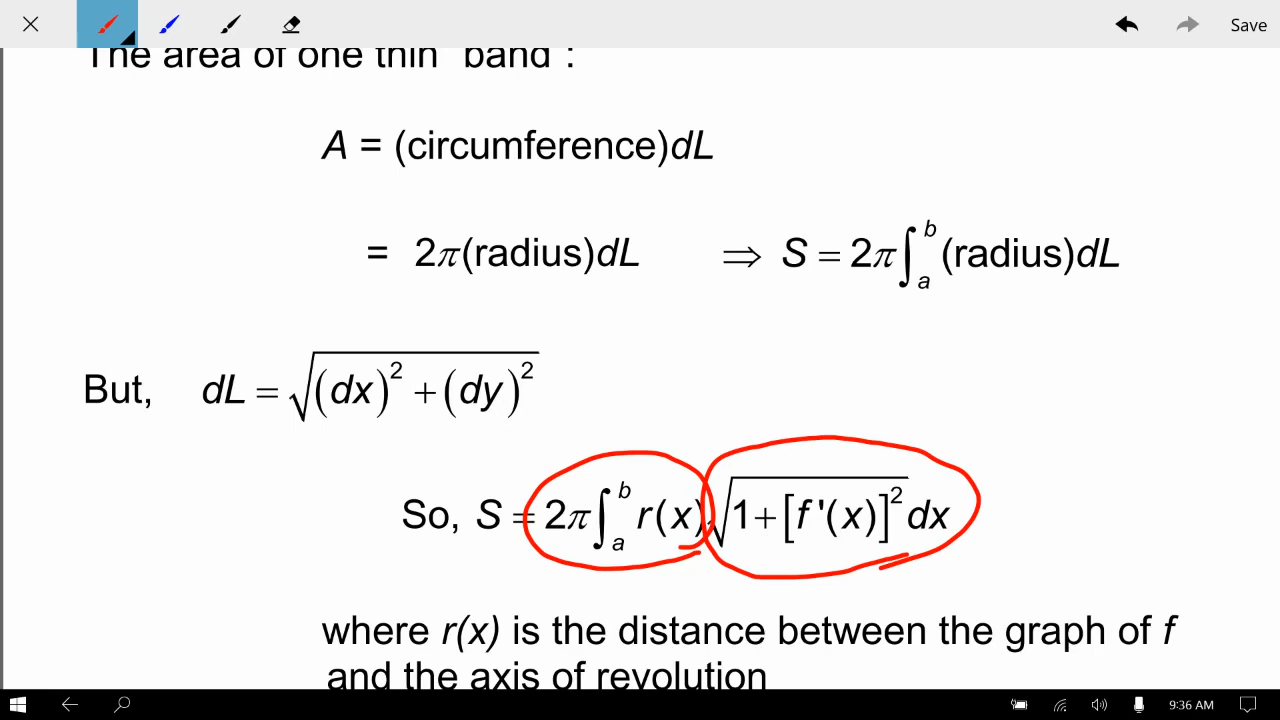 Save
The area of one thin "band":
A = (circumference)dL
= 2π(radius)dL ⇒ S = 2π∫ₐᵇ(radius)dL
But, dL = √((dx)² + (dy)²)
So, S = 2π∫ₐᵇ r(x)√(1+[f'(x)]²) dx
where r(x) is the distance between the graph of f
and the axis of revolution
9:36 AM